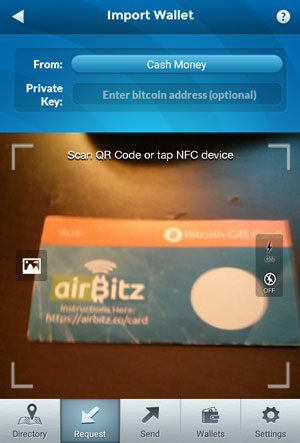 Import Wallet
?
From: Cash Money
Private Key: Enter bitcoin address (optional)
Scan QR Code or tap NFC device
Bitcoin Gift Card
airBitz
Instructions Here:
https://airbitz.co/card
OFF
Directory Request Send Wallets Settings